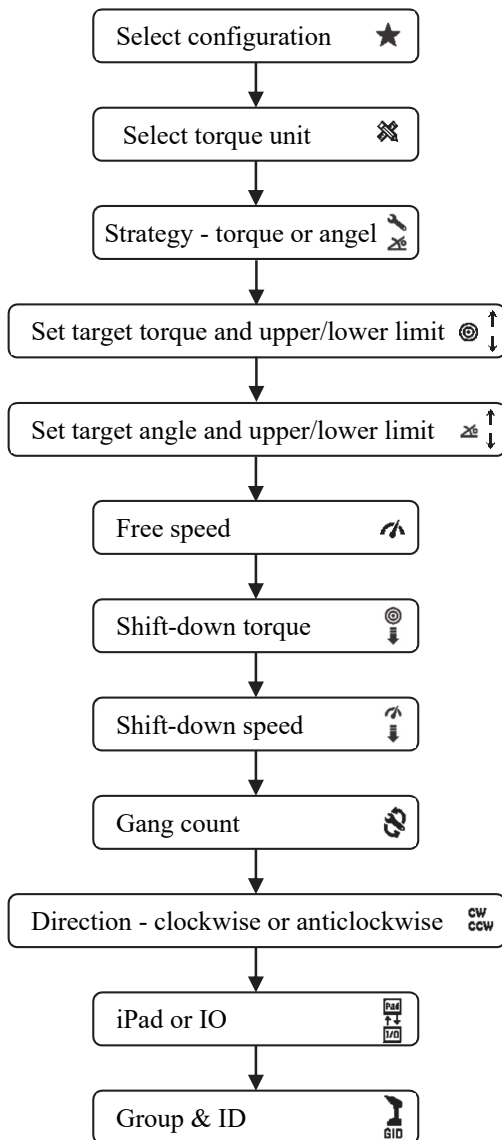 Select configuration
Select torque unit
Strategy - torque or angel
Set target torque and upper/lower limit
Set target angle and upper/lower limit
Free speed
Shift-down torque
Shift-down speed
Gang count
Direction - clockwise or anticlockwise CW
CCW
iPad or IO Pad
I/O
Group & ID GID